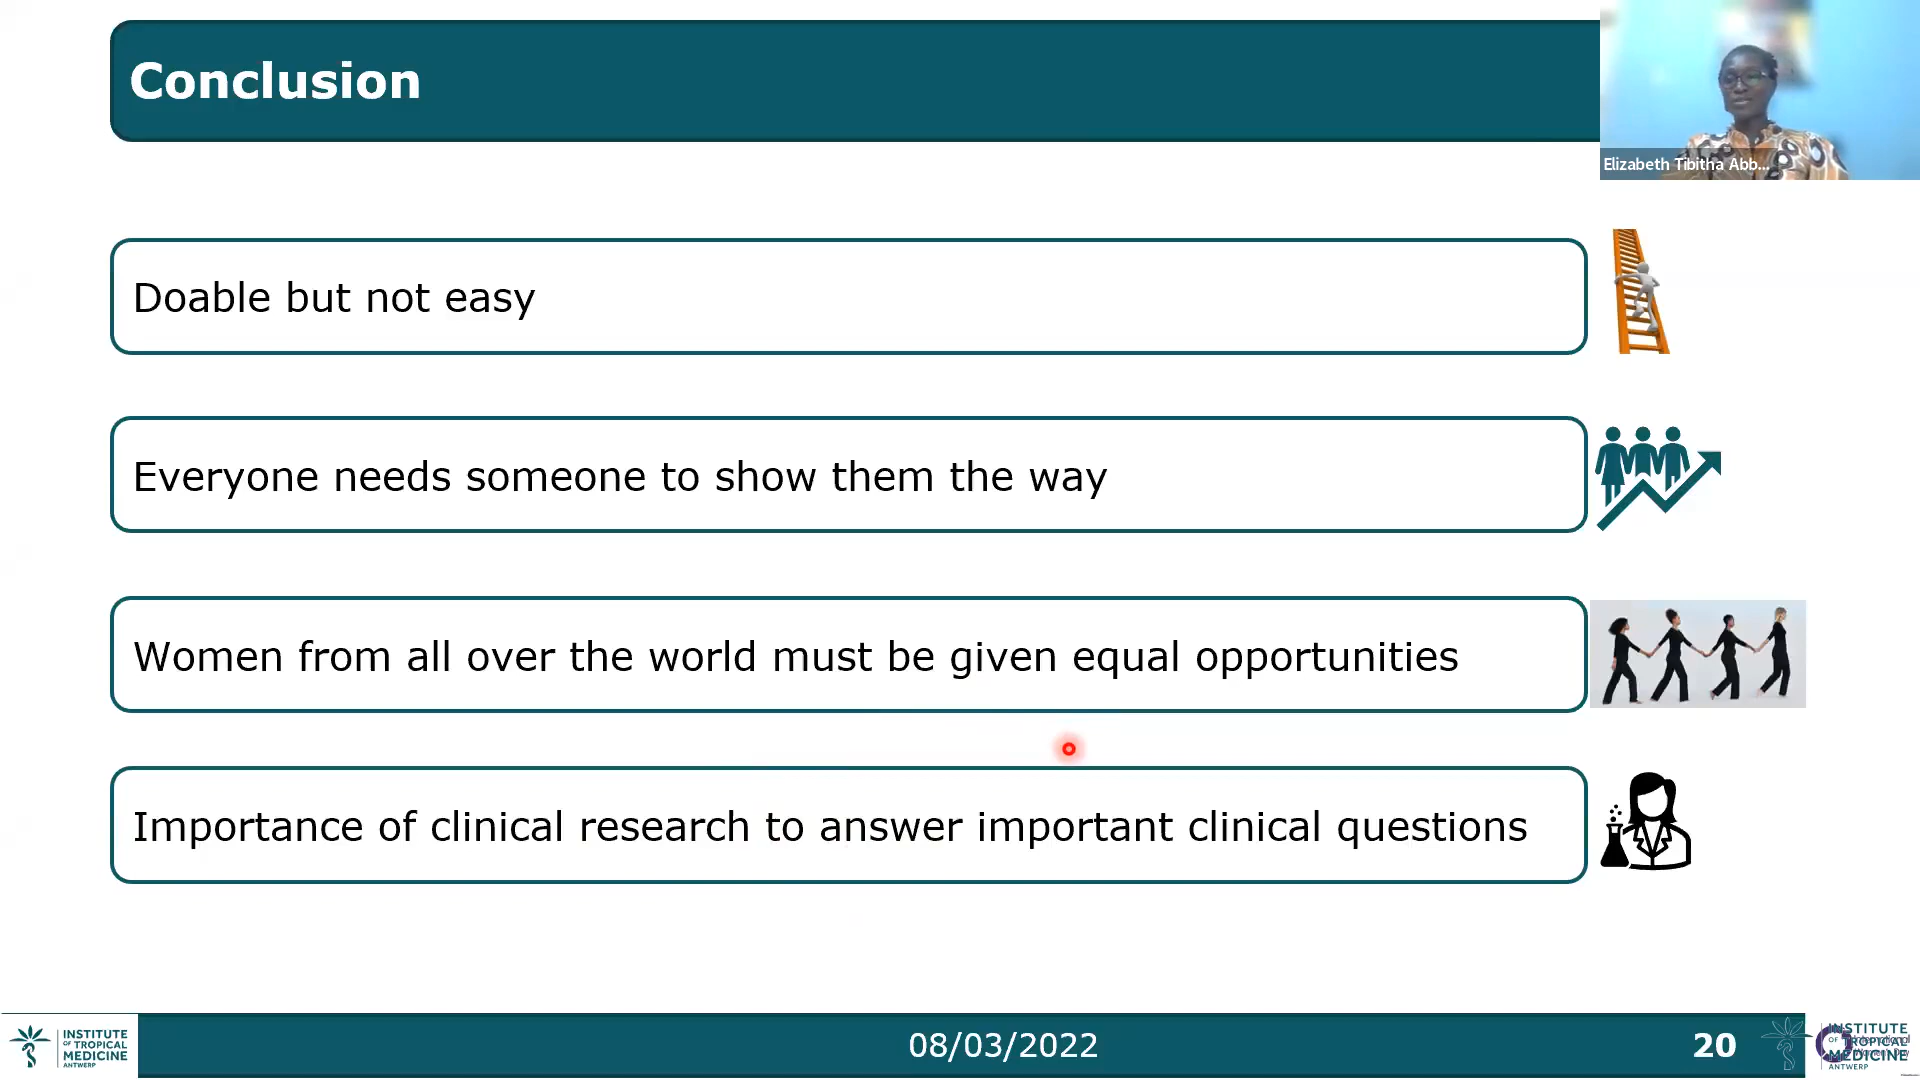 Conclusion
Elizabeth Tibitha Abb...
Doable but not easy
Everyone needs someone to show them the way
Women from all over the world must be given equal opportunities
Importance of clinical research to answer important clinical questions
INSTITUTE
OF TROPICAL
MEDICINE
ANTWERP
08/03/2022
20
INSTITUTE
OF TROPICAL
MEDICINE
ANTWERP
International